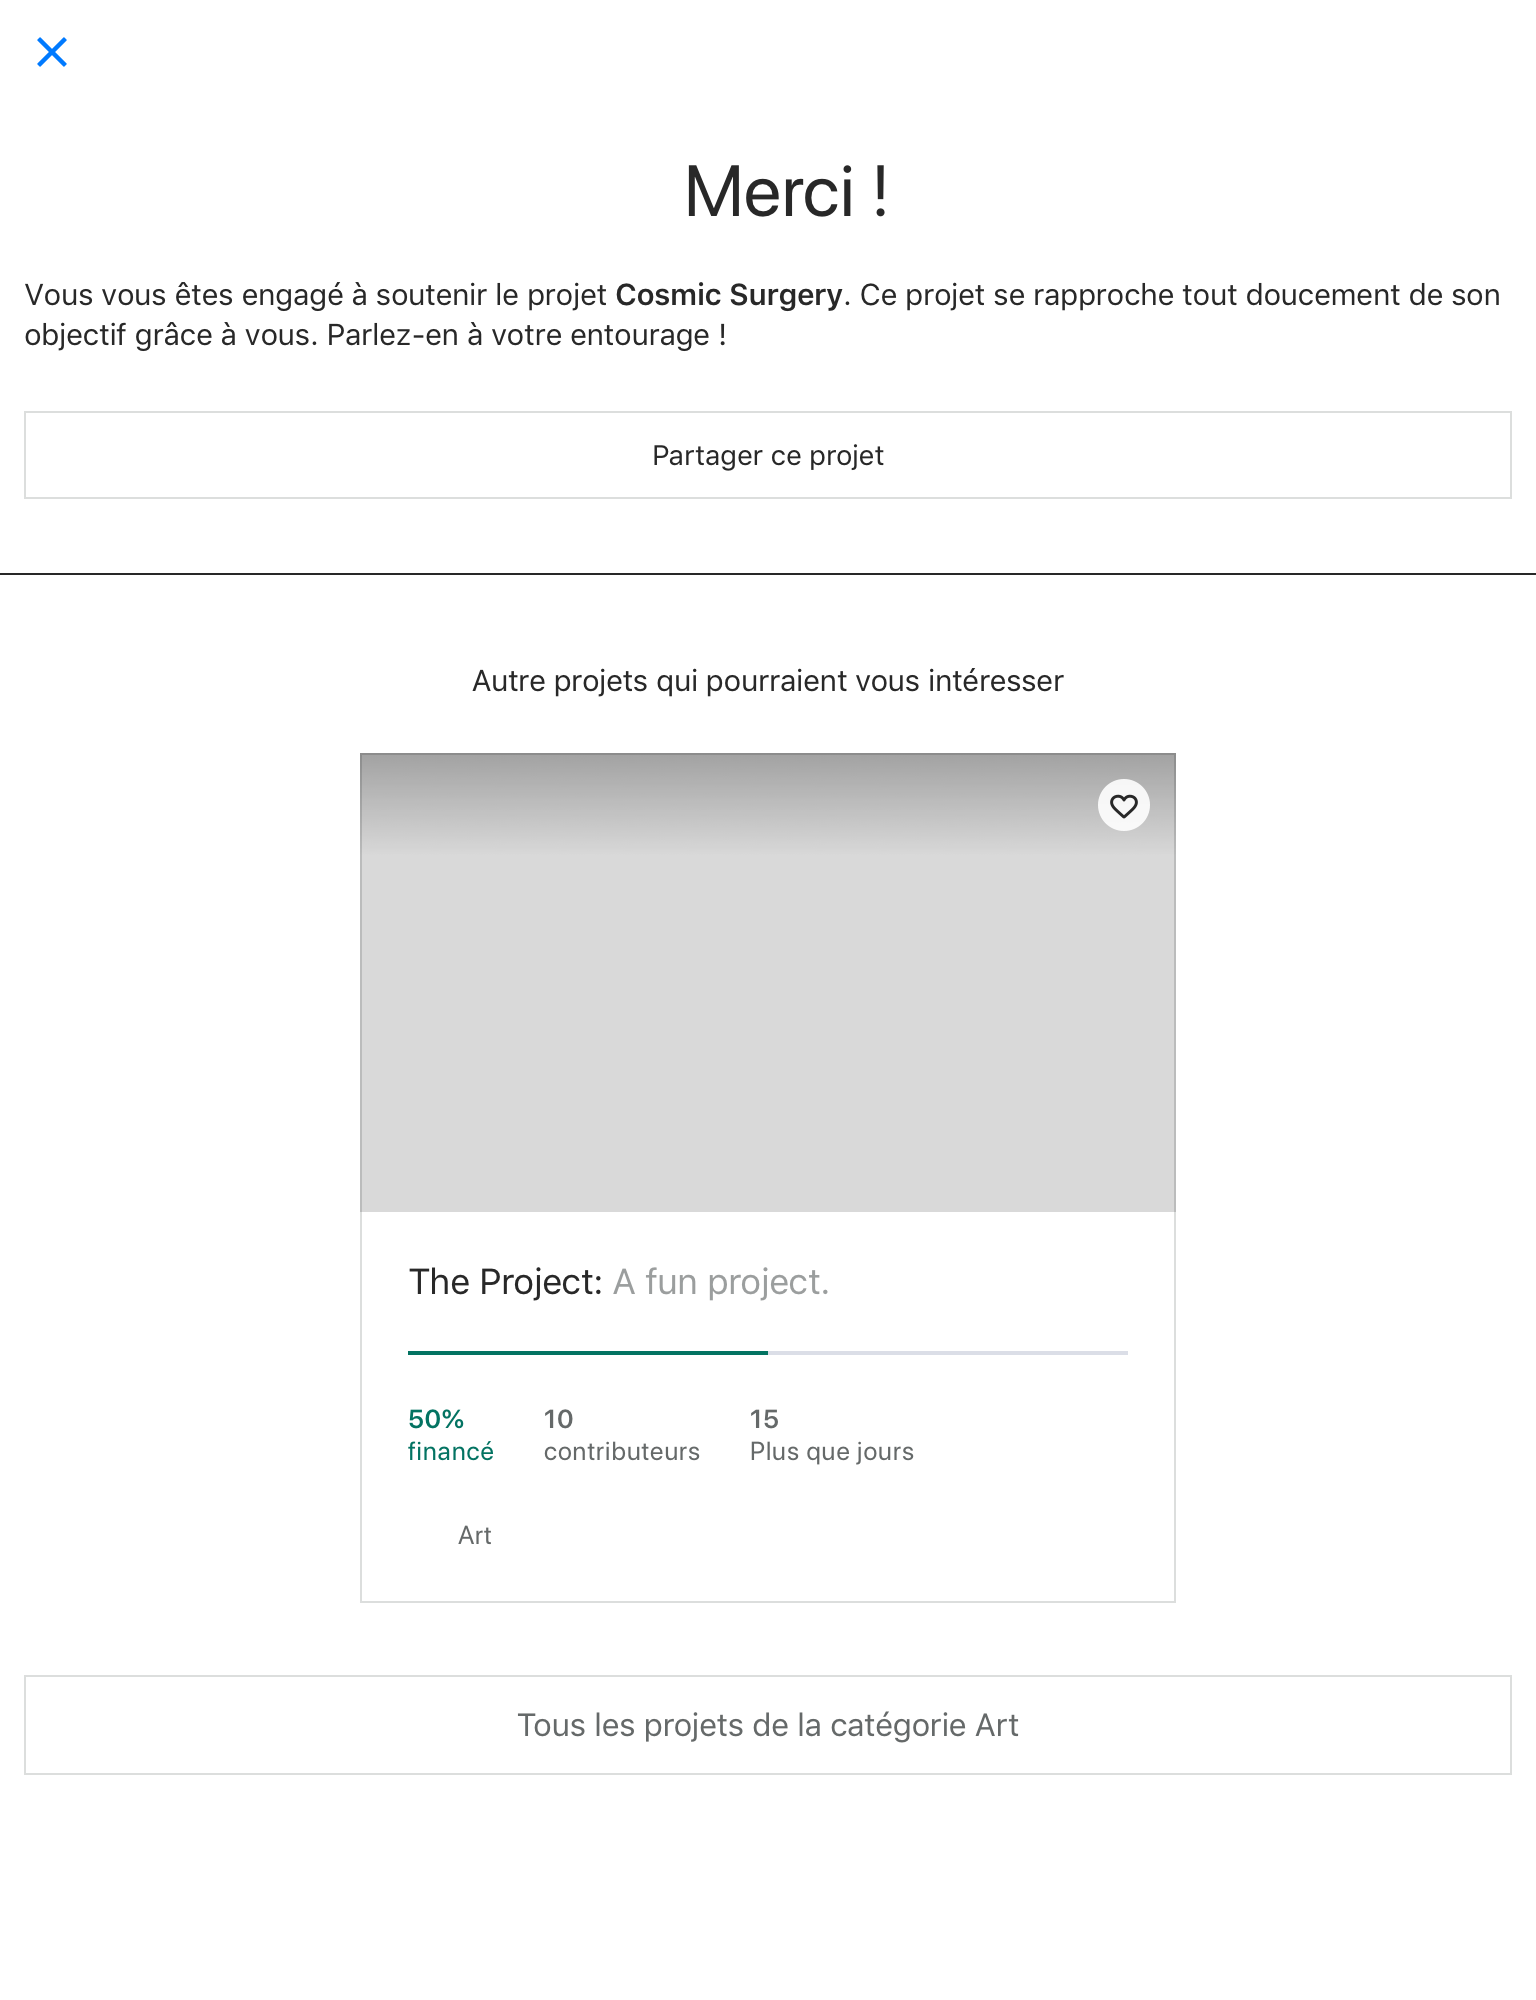 Merci !
Vous vous êtes engagé à soutenir le projet Cosmic Surgery. Ce projet se rapproche tout doucement de son
objectif grâce à vous. Parlez-en à votre entourage !
Partager ce projet
Autre projets qui pourraient vous intéresser
The Project: A fun project.
50% 10 15
financé contributeurs Plus que jours
Art
Tous les projets de la catégorie Art